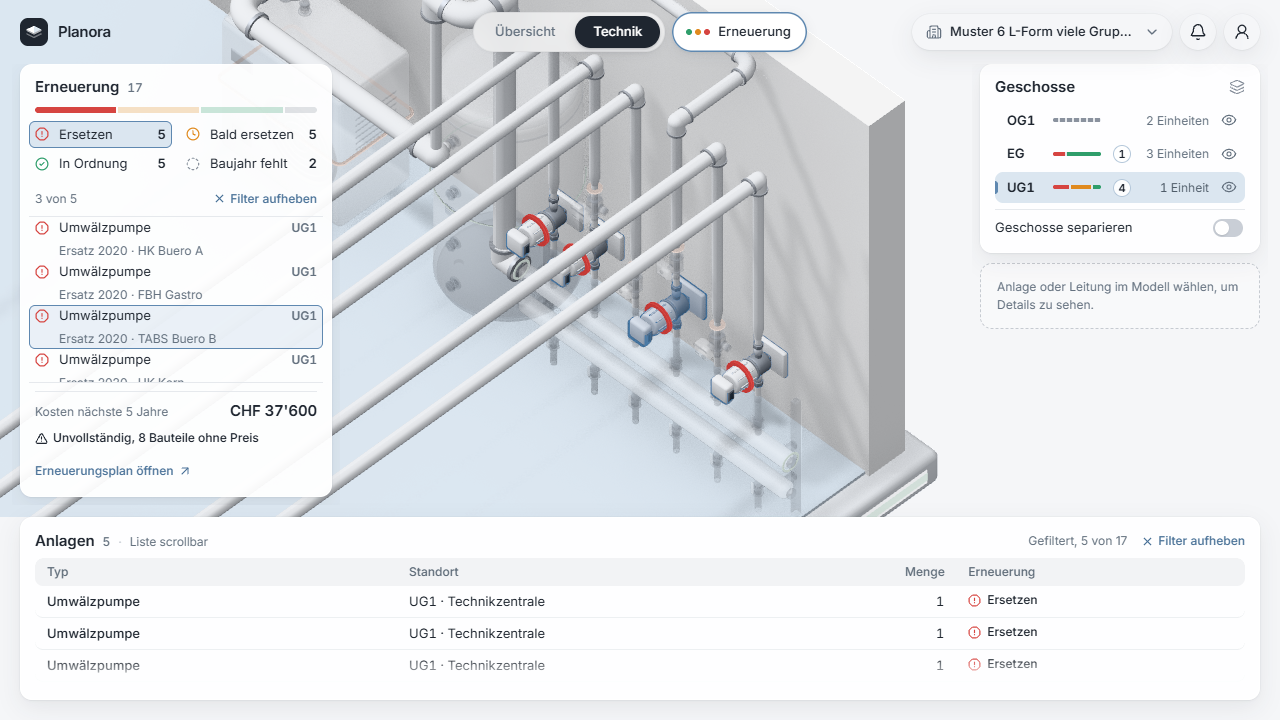 Planora
Übersicht
Technik
Erneuerung
Muster 6 L-Form viele Grup...
Erneuerung 17
Ersetzen 5
Bald ersetzen 5
In Ordnung 5
Baujahr fehlt 2
3 von 5
Filter aufheben
Umwälzpumpe UG1
Ersatz 2020 · HK Buero A
Umwälzpumpe UG1
Ersatz 2020 · FBH Gastro
Umwälzpumpe UG1
Ersatz 2020 · TABS Buero B
Umwälzpumpe UG1
Ersatz 2020 · HK Kern
Kosten nächste 5 Jahre CHF 37'600
Unvollständig, 8 Bauteile ohne Preis
Erneuerungsplan öffnen
Geschosse
OG1 2 Einheiten
EG 1 3 Einheiten
UG1 4 1 Einheit
Geschosse separieren
Anlage oder Leitung im Modell wählen, um
Details zu sehen.
Anlagen 5 · Liste scrollbar
Gefiltert, 5 von 17
Filter aufheben
Typ Standort Menge Erneuerung
Umwälzpumpe UG1 · Technikzentrale 1 Ersetzen
Umwälzpumpe UG1 · Technikzentrale 1 Ersetzen
Umwälzpumpe UG1 · Technikzentrale 1 Ersetzen